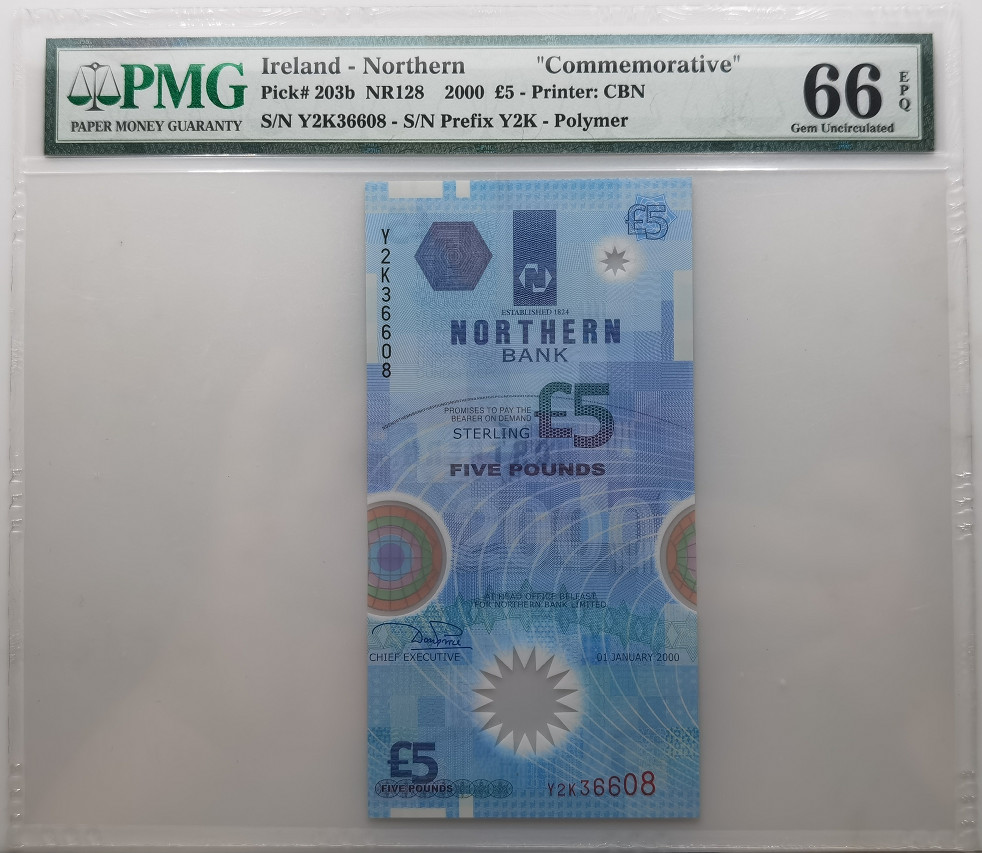 PMG
PAPER MONEY GUARANTY
Ireland - Northern "Commemorative"
Pick# 203b NR128 2000 £5 - Printer: CBN
S/N Y2K36608 - S/N Prefix Y2K - Polymer
66 EPQ
Gem Uncirculated
Y2K36608
£5
N
ESTABLISHED 1824
NORTHERN
BANK
PROMISES TO PAY THE
BEARER ON DEMAND
STERLING
£5
FIVE POUNDS
2000
AT HEAD OFFICE BELFAST,
FOR NORTHERN BANK LIMITED
CHIEF EXECUTIVE
01 JANUARY 2000
£5
FIVE POUNDS
Y2K36608